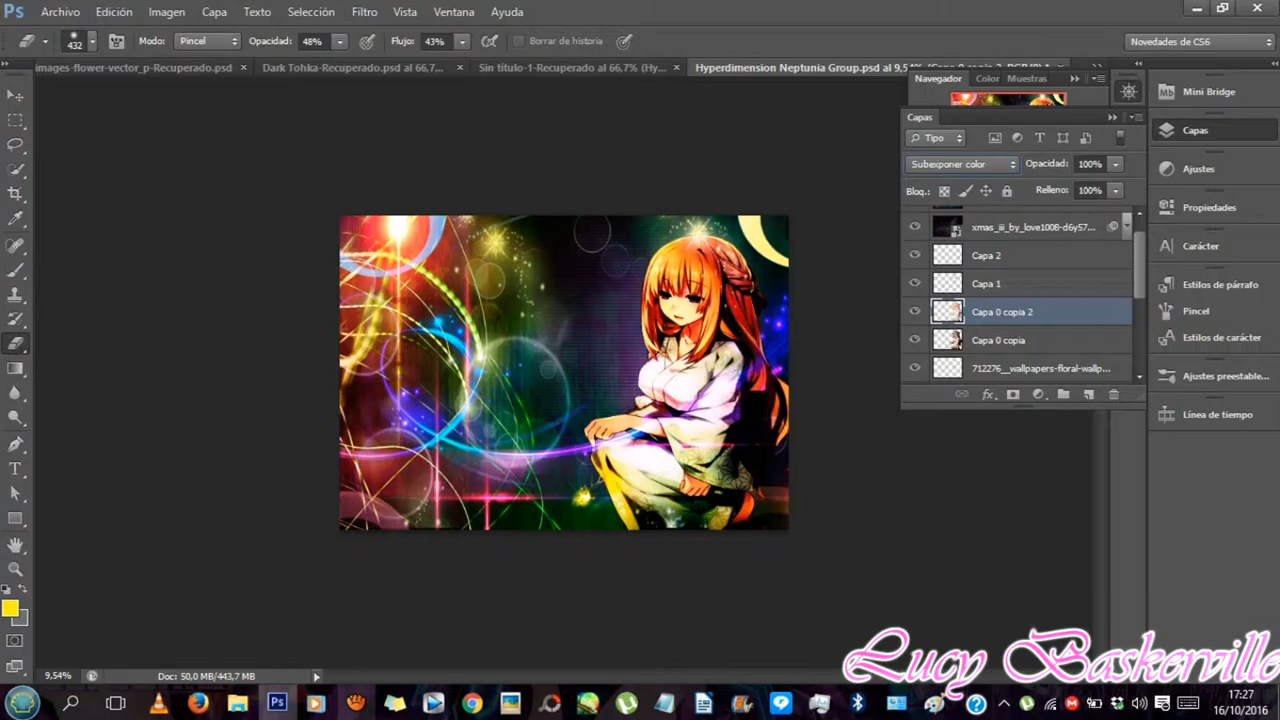 Ps Archivo Edición Imagen Capa Texto Selección Filtro Vista Ventana Ayuda
432 Modo: Pincel Opacidad: 48% Flujo: 43% Borrar de historia Novedades de CS6
images-flower-vector_p-Recuperado.psd × Dark Tohka-Recuperado.psd al 66,7... × Sin título-1-Recuperado al 66,7% (Hy... × Hyperdimension Neptunia Group.psd al 9,54%
Navegador Color Muestras
Mb Mini Bridge
Capas
Capas
Tipo
Subexponer color Opacidad: 100%
Ajustes
Bloq.: Relleno: 100%
Propiedades
xmas_iii_by_love1008-d6y57...
Carácter
Capa 2
Capa 1
Estilos de párrafo
Capa 0 copia 2
Pincel
Capa 0 copia
Estilos de carácter
712276__wallpapers-floral-wallp...
Ajustes preestable...
fx
Línea de tiempo
9,54% Doc: 50,0 MB/443,7 MB
Lucy Baskerville
17:27
16/10/2016